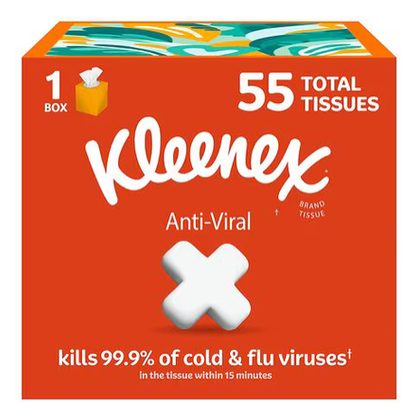 1
BOX
55 TOTAL
TISSUES
Kleenex®
BRAND
† TISSUE
Anti-Viral
kills 99.9% of cold & flu viruses†
in the tissue within 15 minutes